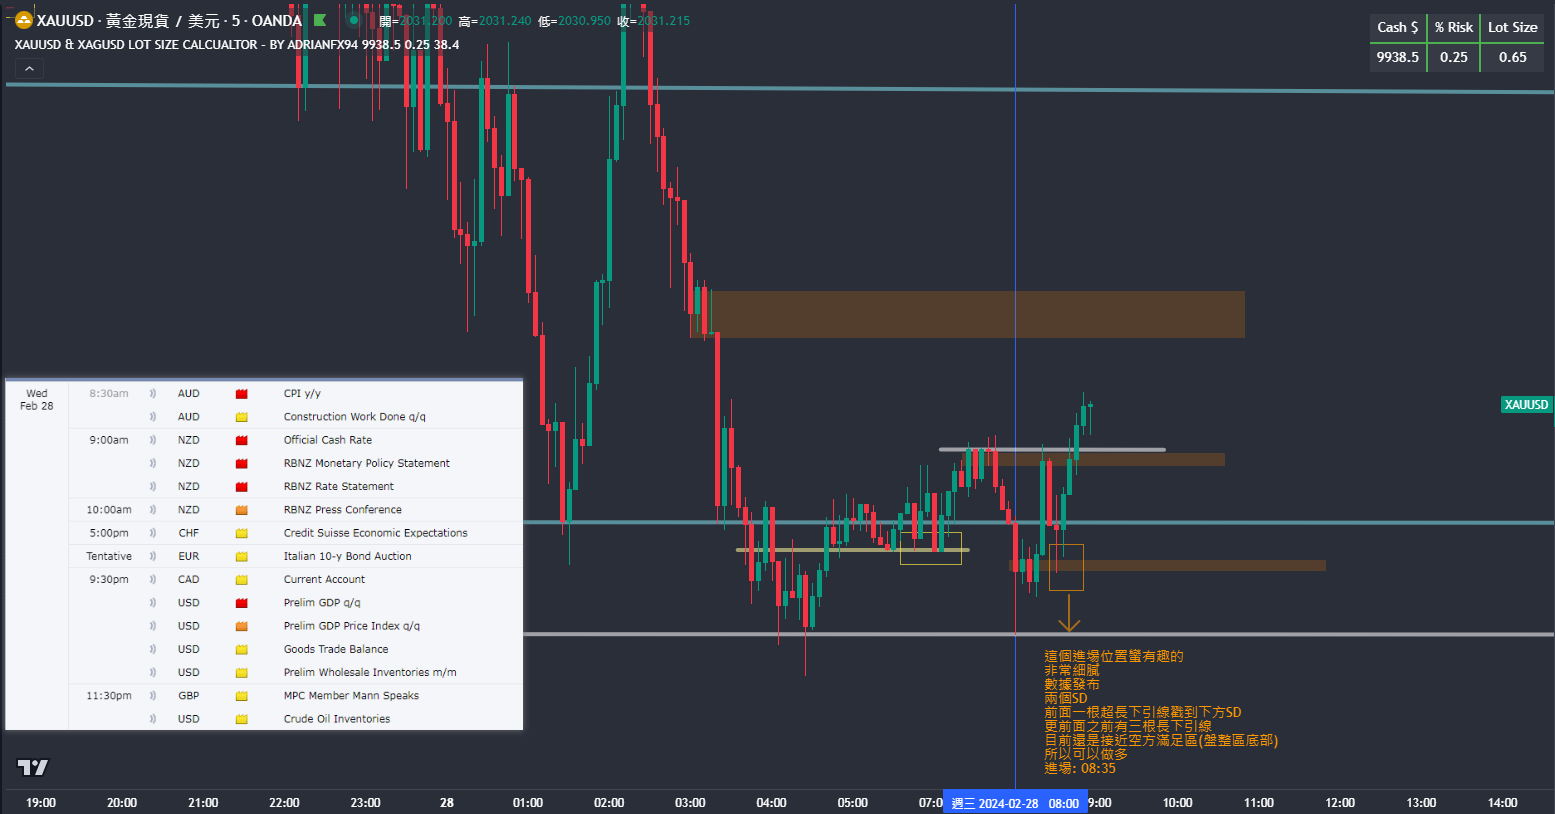 XAUUSD · 黃金現貨 / 美元 · 5 · OANDA 開=2031.200 高=2031.240 低=2030.950 收=2031.215
XAUUSD & XAGUSD LOT SIZE CALCUALTOR - BY ADRIANFX94 9938.5 0.25 38.4
Cash $ % Risk Lot Size
9938.5 0.25 0.65
XAUUSD
Wed Feb 28
8:30am AUD CPI y/y
AUD Construction Work Done q/q
9:00am NZD Official Cash Rate
NZD RBNZ Monetary Policy Statement
NZD RBNZ Rate Statement
10:00am NZD RBNZ Press Conference
5:00pm CHF Credit Suisse Economic Expectations
Tentative EUR Italian 10-y Bond Auction
9:30pm CAD Current Account
USD Prelim GDP q/q
USD Prelim GDP Price Index q/q
USD Goods Trade Balance
USD Prelim Wholesale Inventories m/m
11:30pm GBP MPC Member Mann Speaks
USD Crude Oil Inventories
這個進場位置蠻有趣的
非常細膩
數據發布
兩個SD
前面一根超長下引線戳到下方SD
更前面之前有三根長下引線
目前還是接近空方滿足區(盤整區底部)
所以可以做多
進場: 08:35
19:00 20:00 21:00 22:00 23:00 28 01:00 02:00 03:00 04:00 05:00 07:0 週三 2024-02-28 08:00 9:00 10:00 11:00 12:00 13:00 14:00